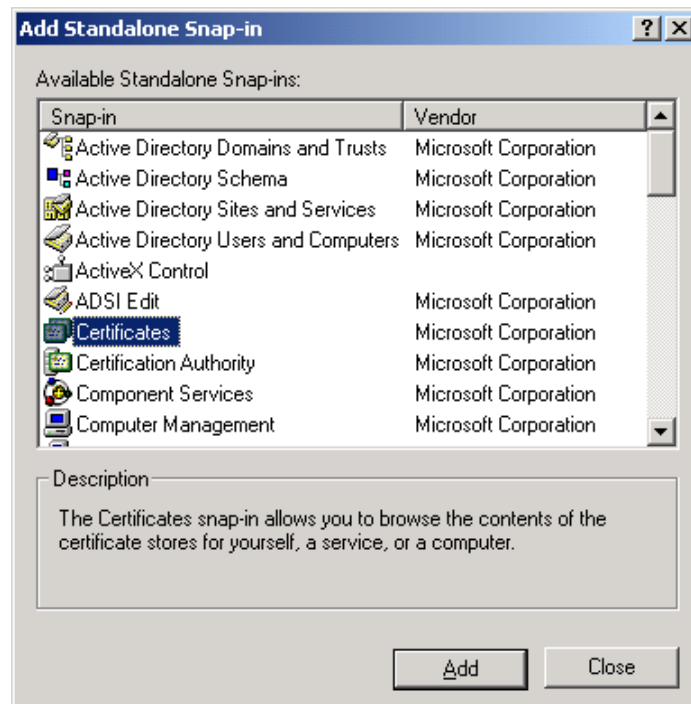 Add Standalone Snap-in
Available Standalone Snap-ins:
Snap-in Vendor
Active Directory Domains and Trusts Microsoft Corporation
Active Directory Schema Microsoft Corporation
Active Directory Sites and Services Microsoft Corporation
Active Directory Users and Computers Microsoft Corporation
ActiveX Control
ADSI Edit Microsoft Corporation
Certificates Microsoft Corporation
Certification Authority Microsoft Corporation
Component Services Microsoft Corporation
Computer Management Microsoft Corporation
Description
The Certificates snap-in allows you to browse the contents of the
certificate stores for yourself, a service, or a computer.
Add Close